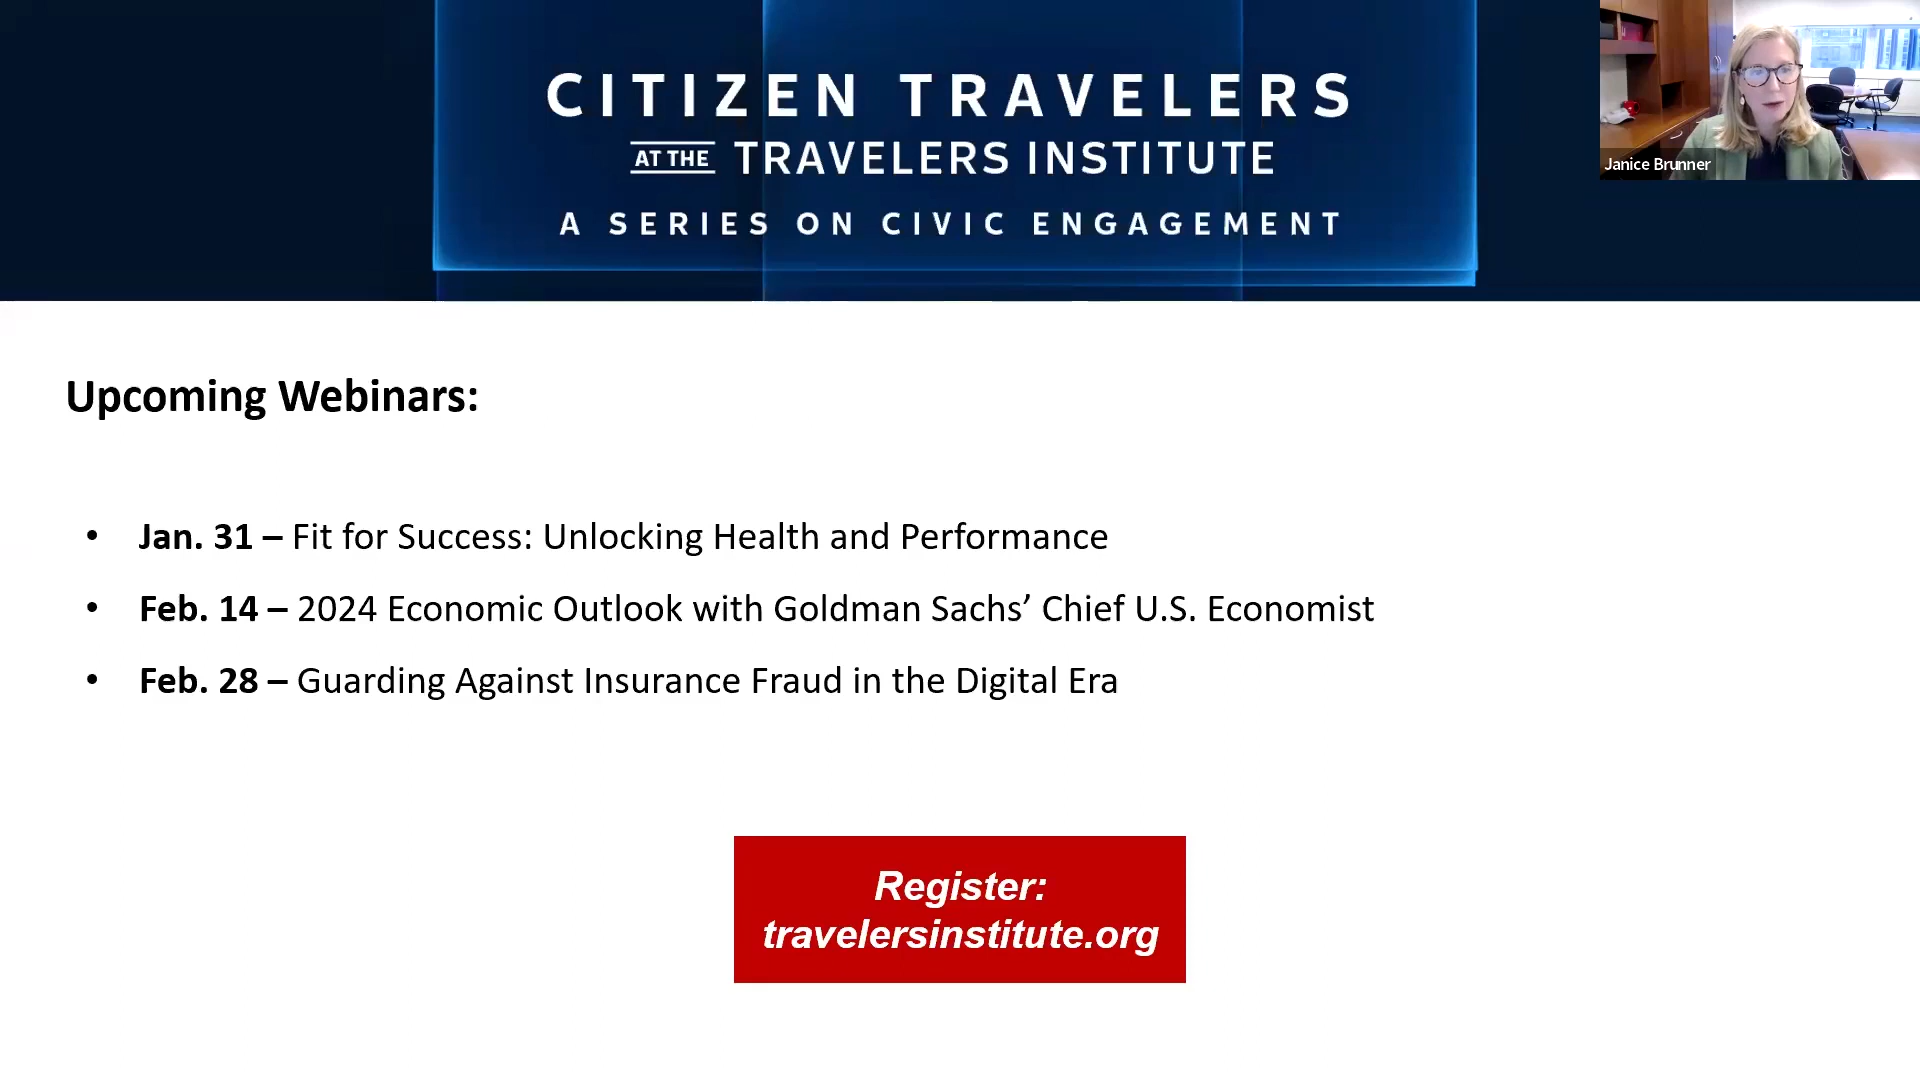 CITIZEN TRAVELERS
AT THE TRAVELERS INSTITUTE
A SERIES ON CIVIC ENGAGEMENT
Janice Brunner
Upcoming Webinars:
• Jan. 31 – Fit for Success: Unlocking Health and Performance
• Feb. 14 – 2024 Economic Outlook with Goldman Sachs’ Chief U.S. Economist
• Feb. 28 – Guarding Against Insurance Fraud in the Digital Era
Register:
travelersinstitute.org